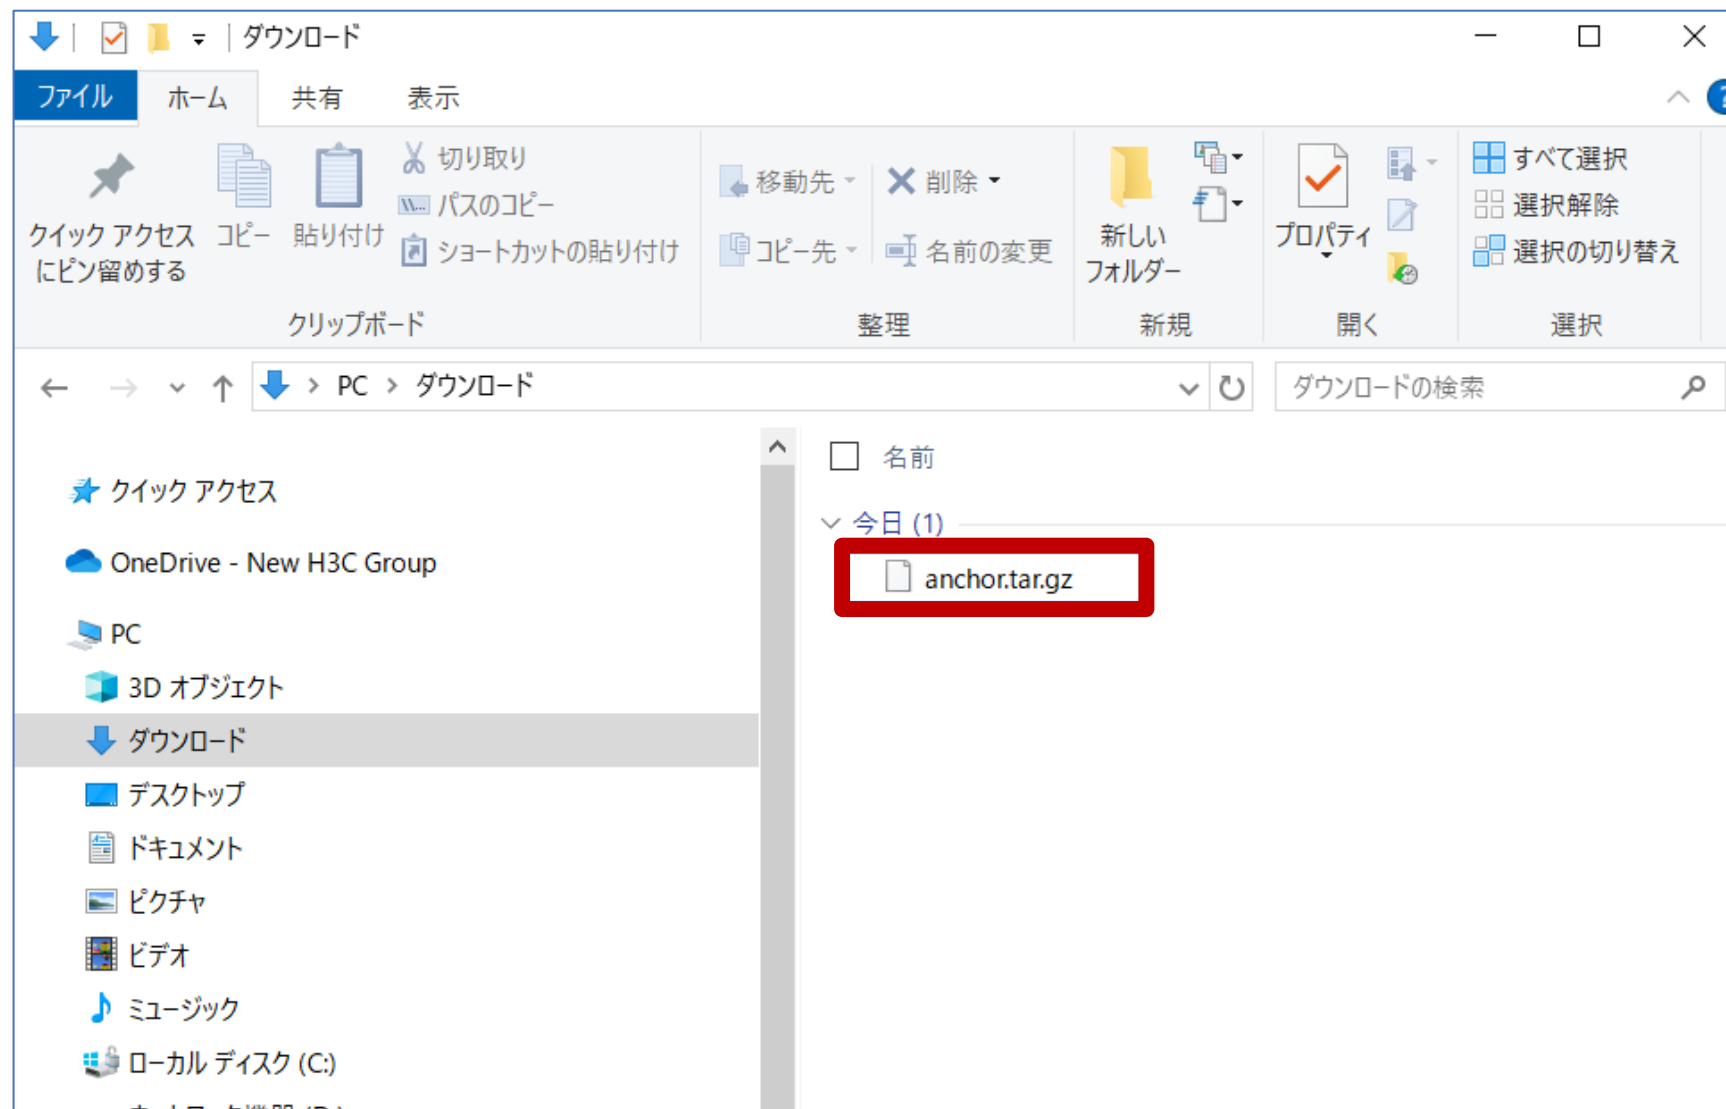 ダウンロード
ファイル ホーム 共有 表示
クイック アクセス
にピン留めする
コピー
貼り付け
切り取り
パスのコピー
ショートカットの貼り付け
クリップボード
移動先
コピー先
削除
名前の変更
整理
新しい
フォルダー
新規
プロパティ
開く
すべて選択
選択解除
選択の切り替え
選択
PC ダウンロード
ダウンロードの検索
クイック アクセス
OneDrive - New H3C Group
PC
3D オブジェクト
ダウンロード
デスクトップ
ドキュメント
ピクチャ
ビデオ
ミュージック
ローカル ディスク (C:)
名前
今日 (1)
anchor.tar.gz